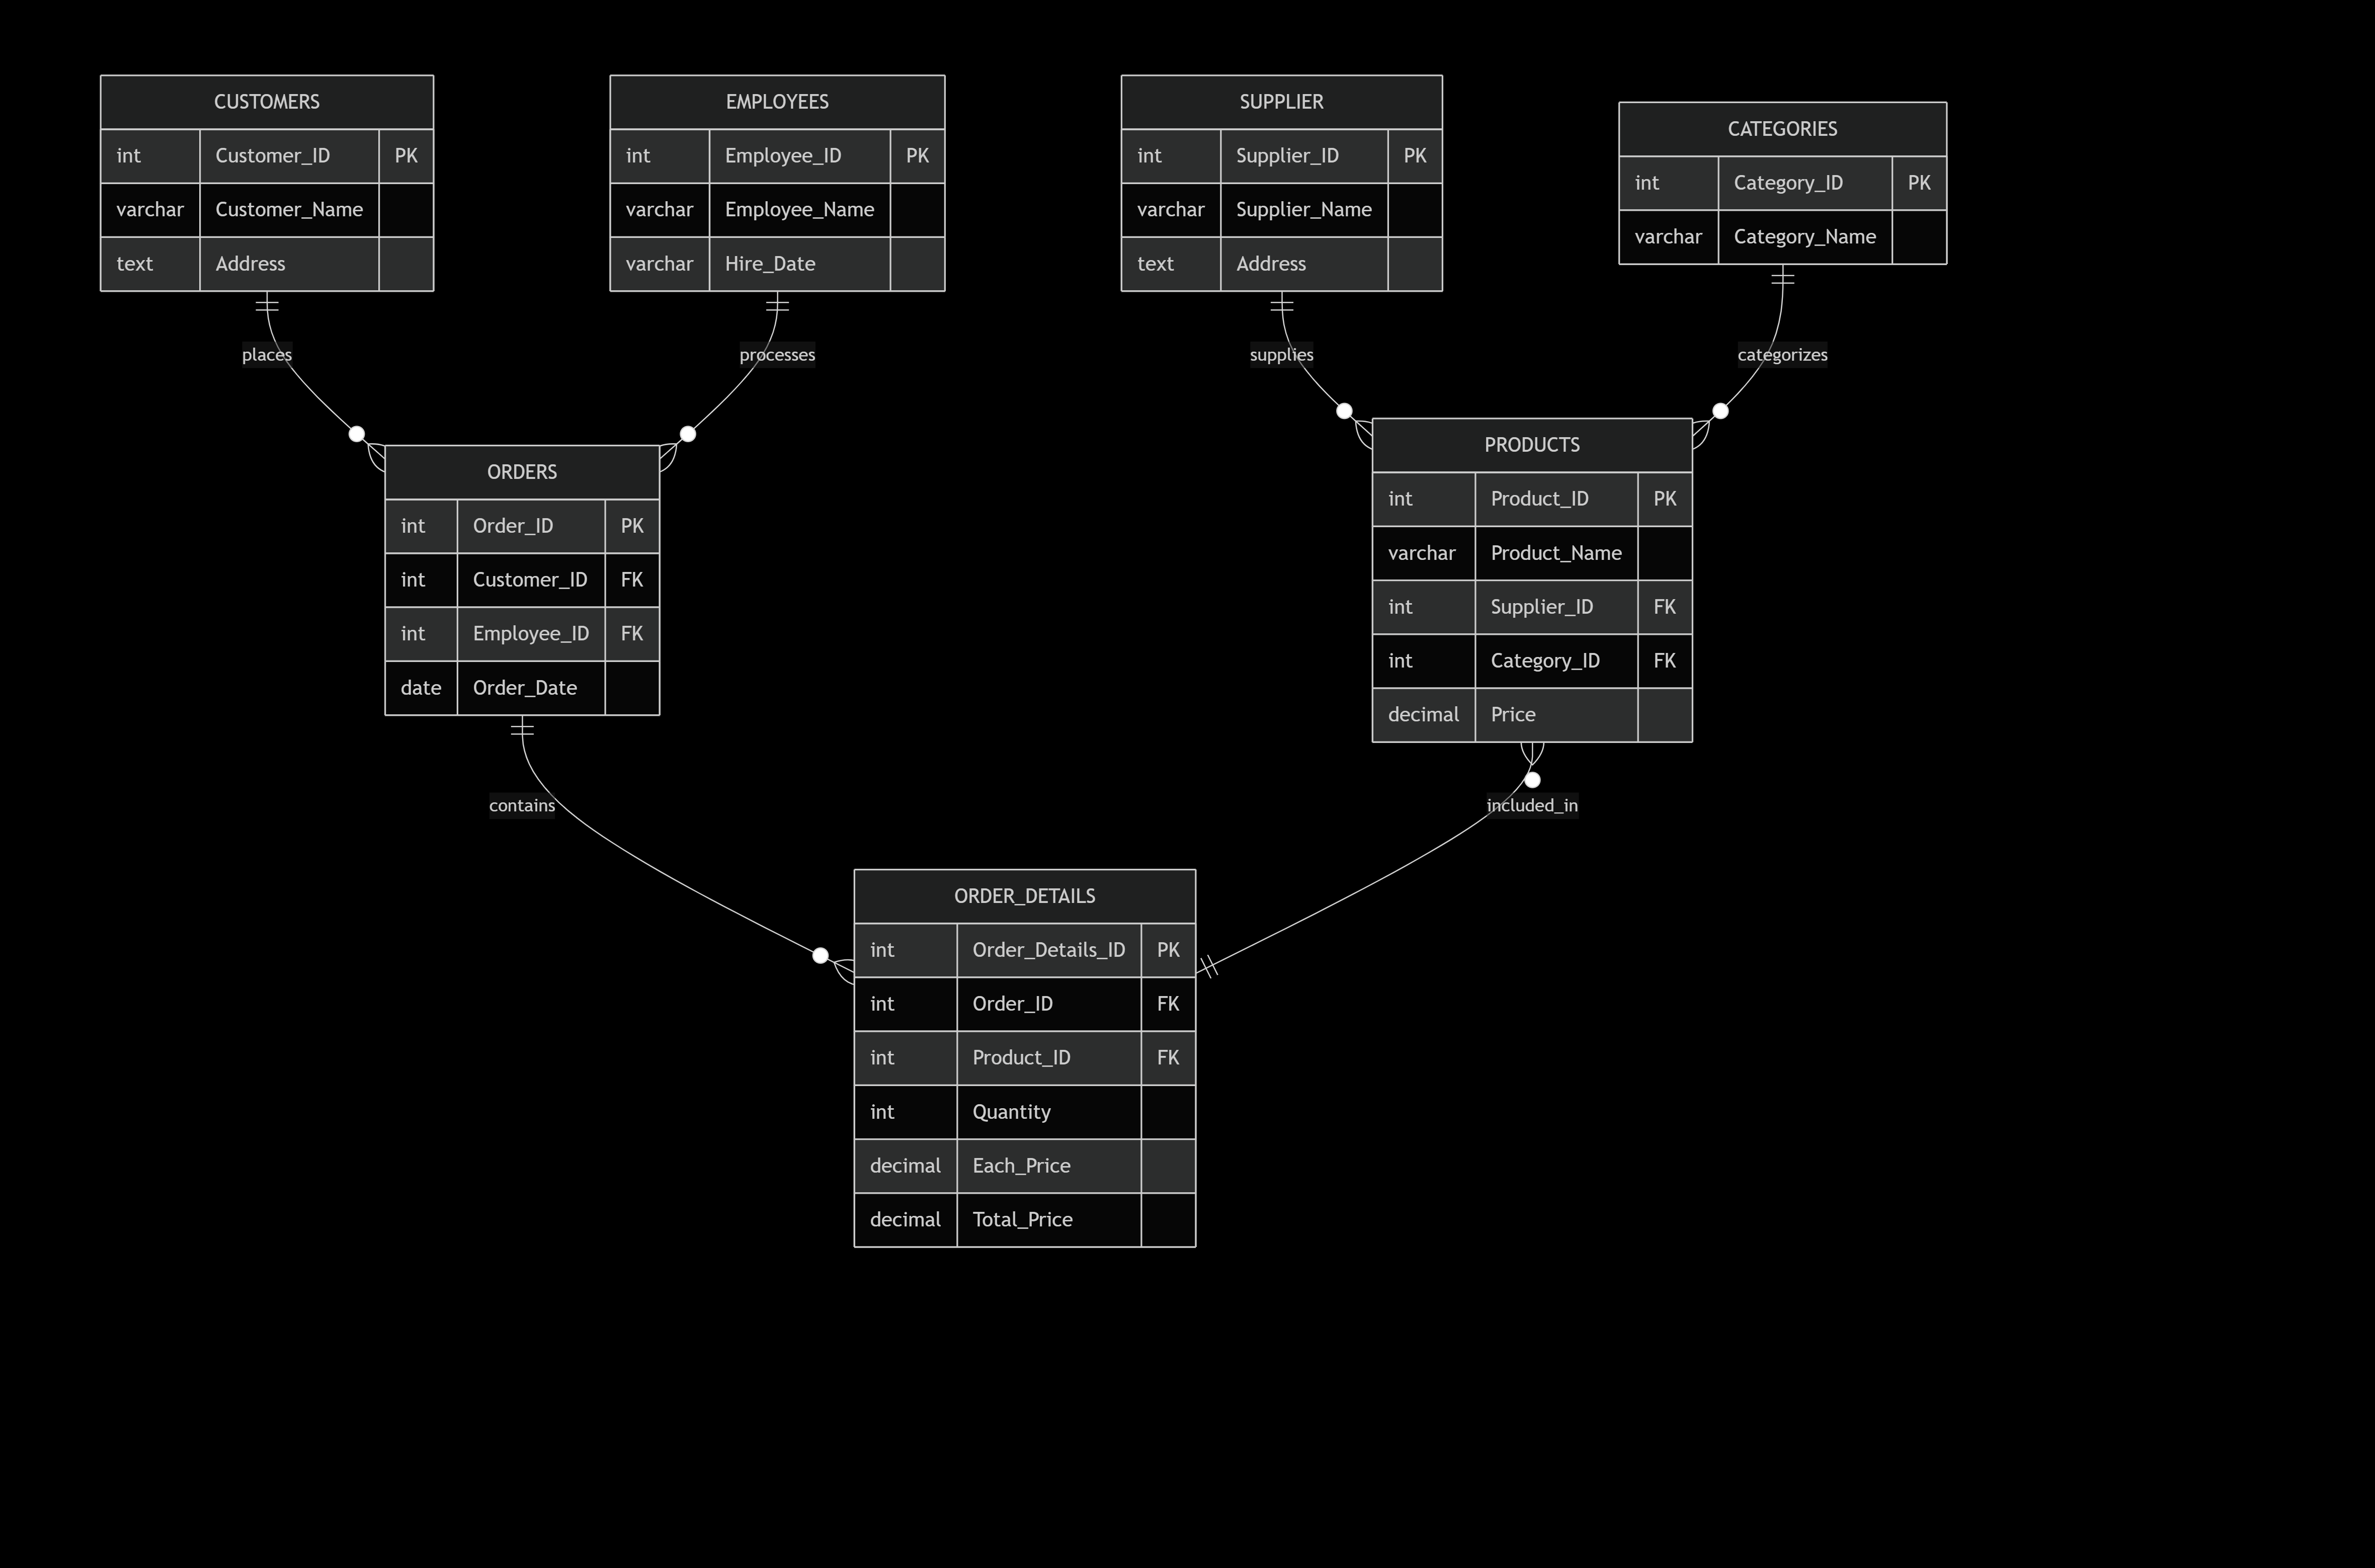 CUSTOMERS
int Customer_ID PK
varchar Customer_Name
text Address
EMPLOYEES
int Employee_ID PK
varchar Employee_Name
varchar Hire_Date
SUPPLIER
int Supplier_ID PK
varchar Supplier_Name
text Address
CATEGORIES
int Category_ID PK
varchar Category_Name
places
processes
supplies
categorizes
ORDERS
int Order_ID PK
int Customer_ID FK
int Employee_ID FK
date Order_Date
PRODUCTS
int Product_ID PK
varchar Product_Name
int Supplier_ID FK
int Category_ID FK
decimal Price
contains
included_in
ORDER_DETAILS
int Order_Details_ID PK
int Order_ID FK
int Product_ID FK
int Quantity
decimal Each_Price
decimal Total_Price